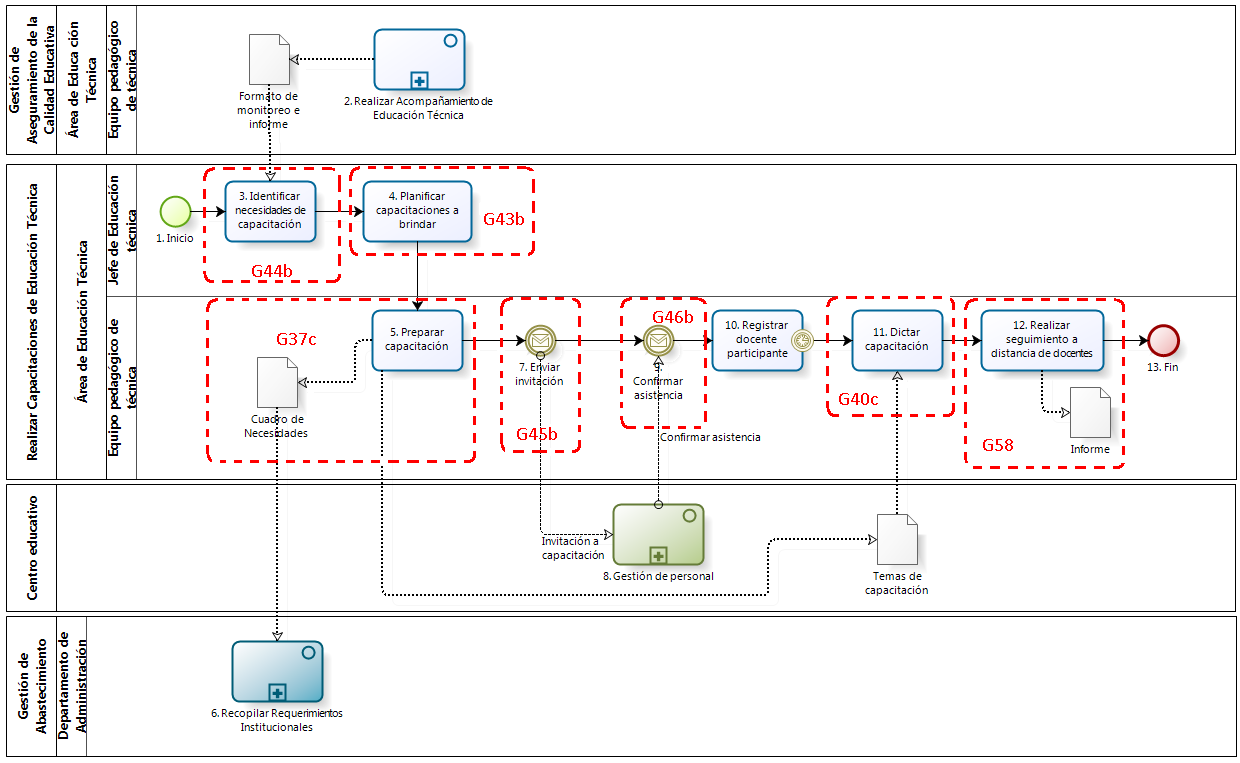 Gestión de
Aseguramiento de la
Calidad Educativa
Área de Educa ción
Técnica
Equipo pedagógico
de técnica
Formato de
monitoreo e
informe
2. Realizar Acompañamiento de
Educación Técnica
Realizar Capacitaciones de Educación Técnica
Área de Educación Técnica
Jefe de Educación
técnica
1. Inicio
3. Identificar
necesidades de
capacitación
G44b
4. Planificar
capacitaciones a
brindar
G43b
Equipo pedagógico de
técnica
G37c
5. Preparar
capacitación
Cuadro de
Necesidades
7. Enviar
invitación
G45b
G46b
9.
Confirmar
asistencia
Confirmar asistencia
10. Registrar
docente
participante
11. Dictar
capacitación
G40c
12. Realizar
seguimiento a
distancia de docentes
Informe
G58
13. Fin
Centro educativo
Invitación a
capacitación
8. Gestión de personal
Temas de
capacitación
Gestión de
Abastecimiento
Departamento de
Administración
6. Recopilar Requerimientos
Institucionales